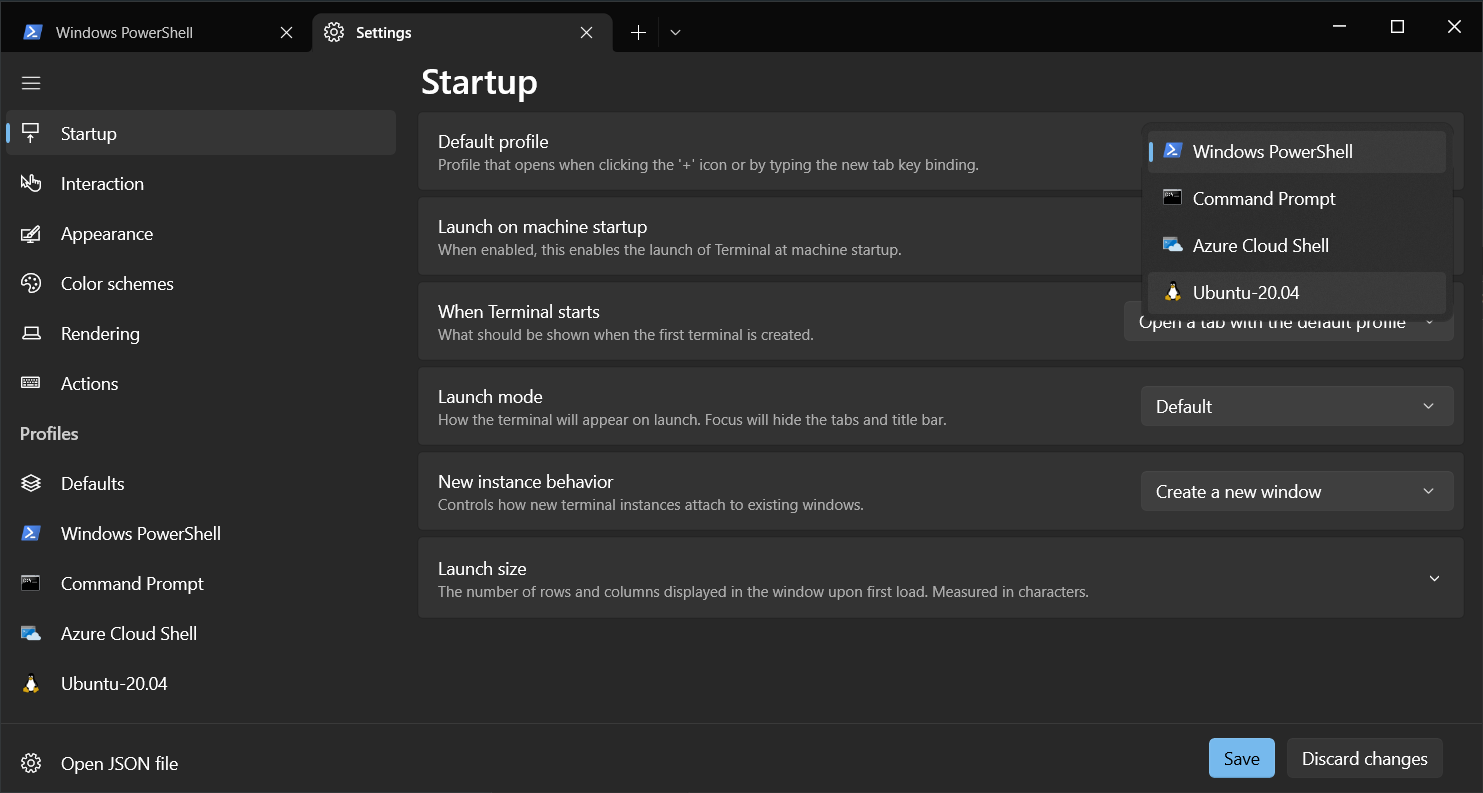 Windows PowerShell
Settings
Startup
Interaction
Appearance
Color schemes
Rendering
Actions
Profiles
Defaults
Windows PowerShell
Command Prompt
Azure Cloud Shell
Ubuntu-20.04
Open JSON file
Startup
Default profile
Profile that opens when clicking the '+' icon or by typing the new tab key binding.
Windows PowerShell
Command Prompt
Azure Cloud Shell
Ubuntu-20.04
Launch on machine startup
When enabled, this enables the launch of Terminal at machine startup.
When Terminal starts
What should be shown when the first terminal is created.
Open a tab with the default profile
Launch mode
How the terminal will appear on launch. Focus will hide the tabs and title bar.
Default
New instance behavior
Controls how new terminal instances attach to existing windows.
Create a new window
Launch size
The number of rows and columns displayed in the window upon first load. Measured in characters.
Save
Discard changes